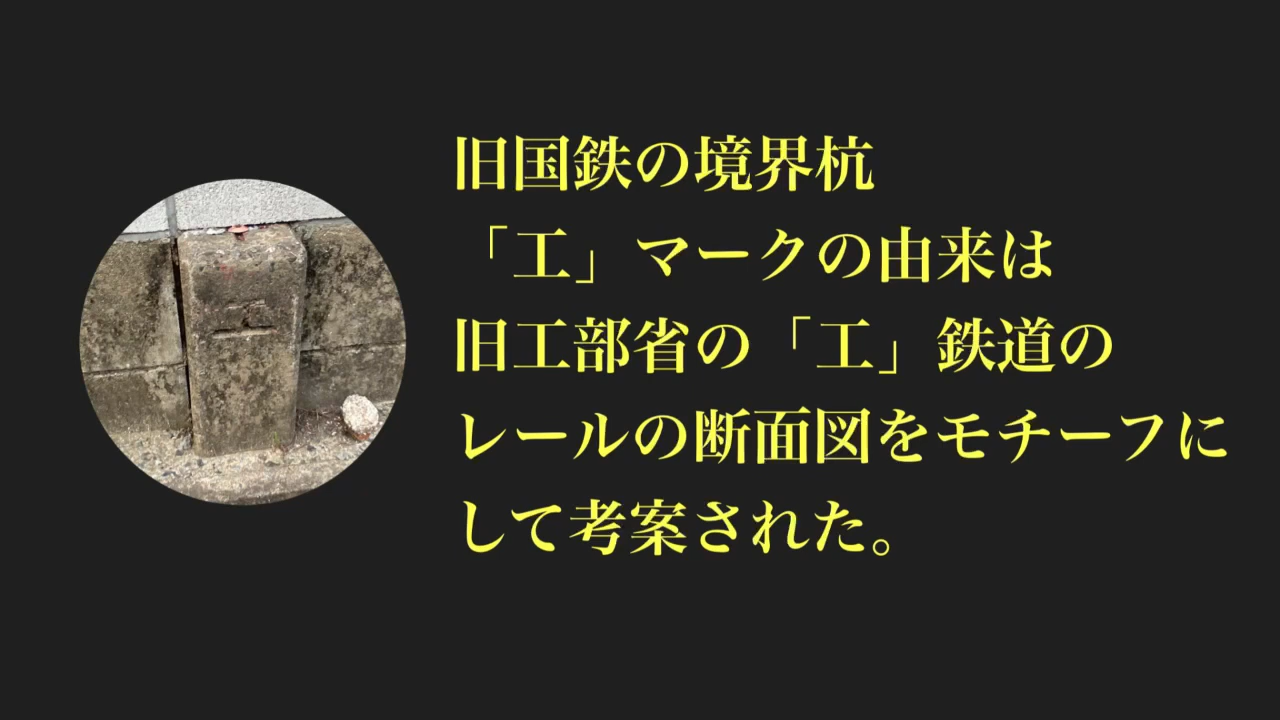 旧国鉄の境界杭
「工」マークの由来は
旧工部省の「工」鉄道の
レールの断面図をモチーフに
して考案された。